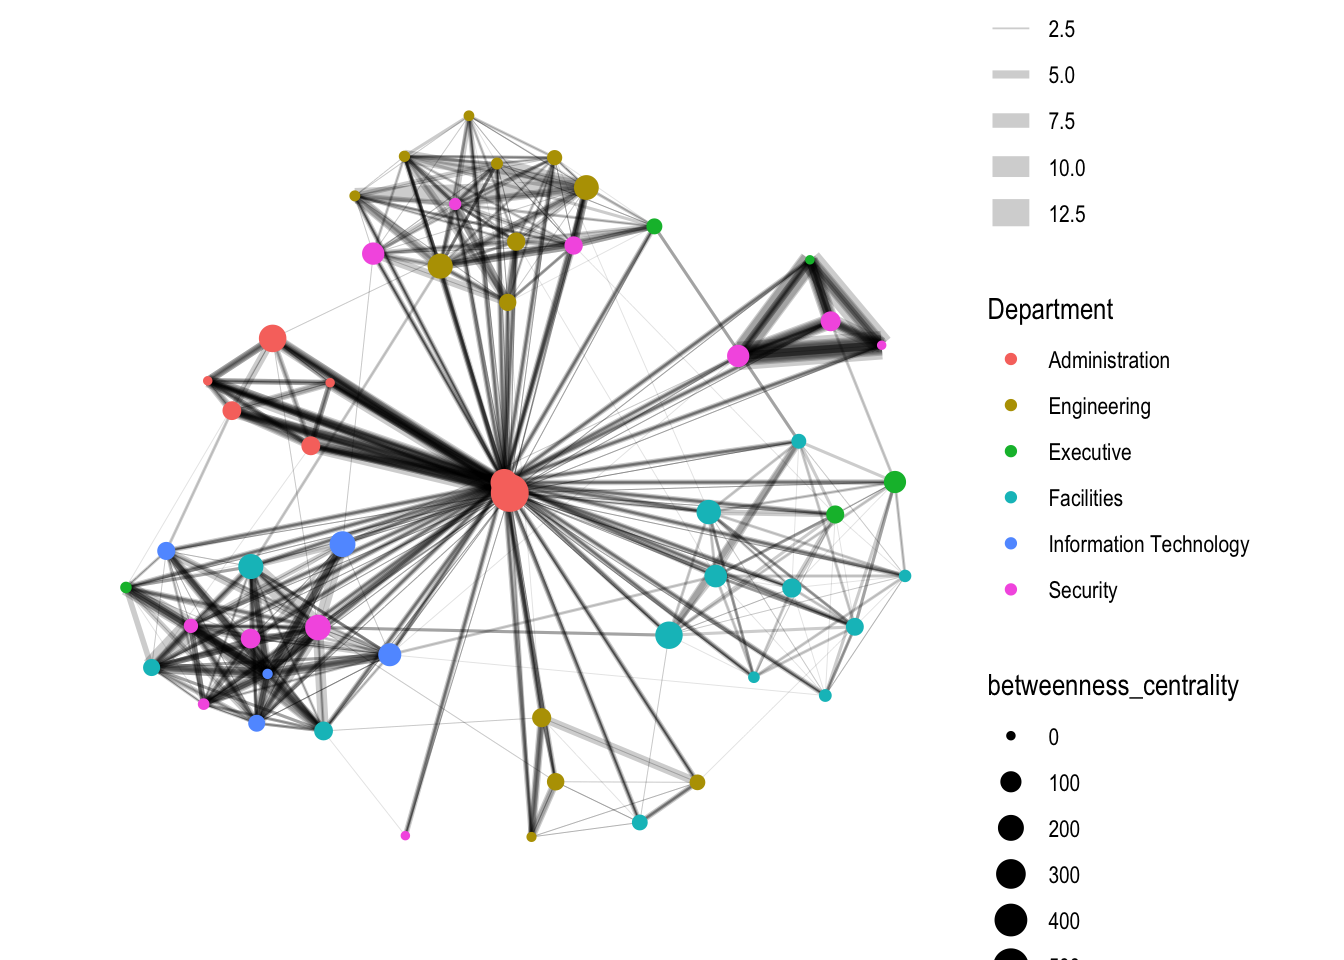 2.5
5.0
7.5
10.0
12.5
Department
Administration
Engineering
Executive
Facilities
Information Technology
Security
betweenness_centrality
0
100
200
300
400